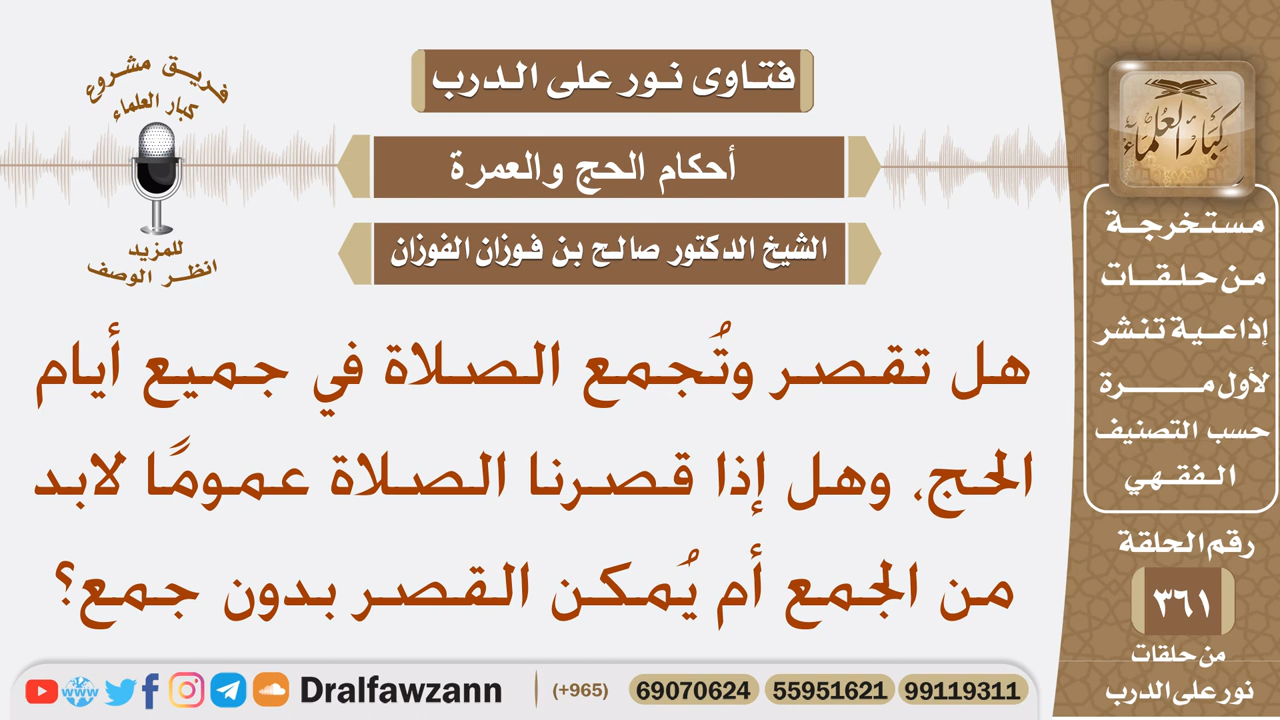 فتاوى نور على الدرب
أحكام الحج والعمرة
الشيخ الدكتور صالح بن فوزان الفوزان
هل تقصر وتُجمع الصلاة في جميع أيام
الحج، وهل إذا قصرنا الصلاة عمومًا لابد
من الجمع أم يُمكن القصر بدون جمع؟
فريق مشروع
كبار العلماء
للمزيد
انظر الوصف
كبار العلماء
مستخرجة
من حلقات
إذاعية تنشر
لأول مرة
حسب التصنيف
الفقهي
رقم الحلقة
٣٦١
من حلقات
نور على الدرب
www
Dralfawzann
(+965) 69070624 55951621 99119311